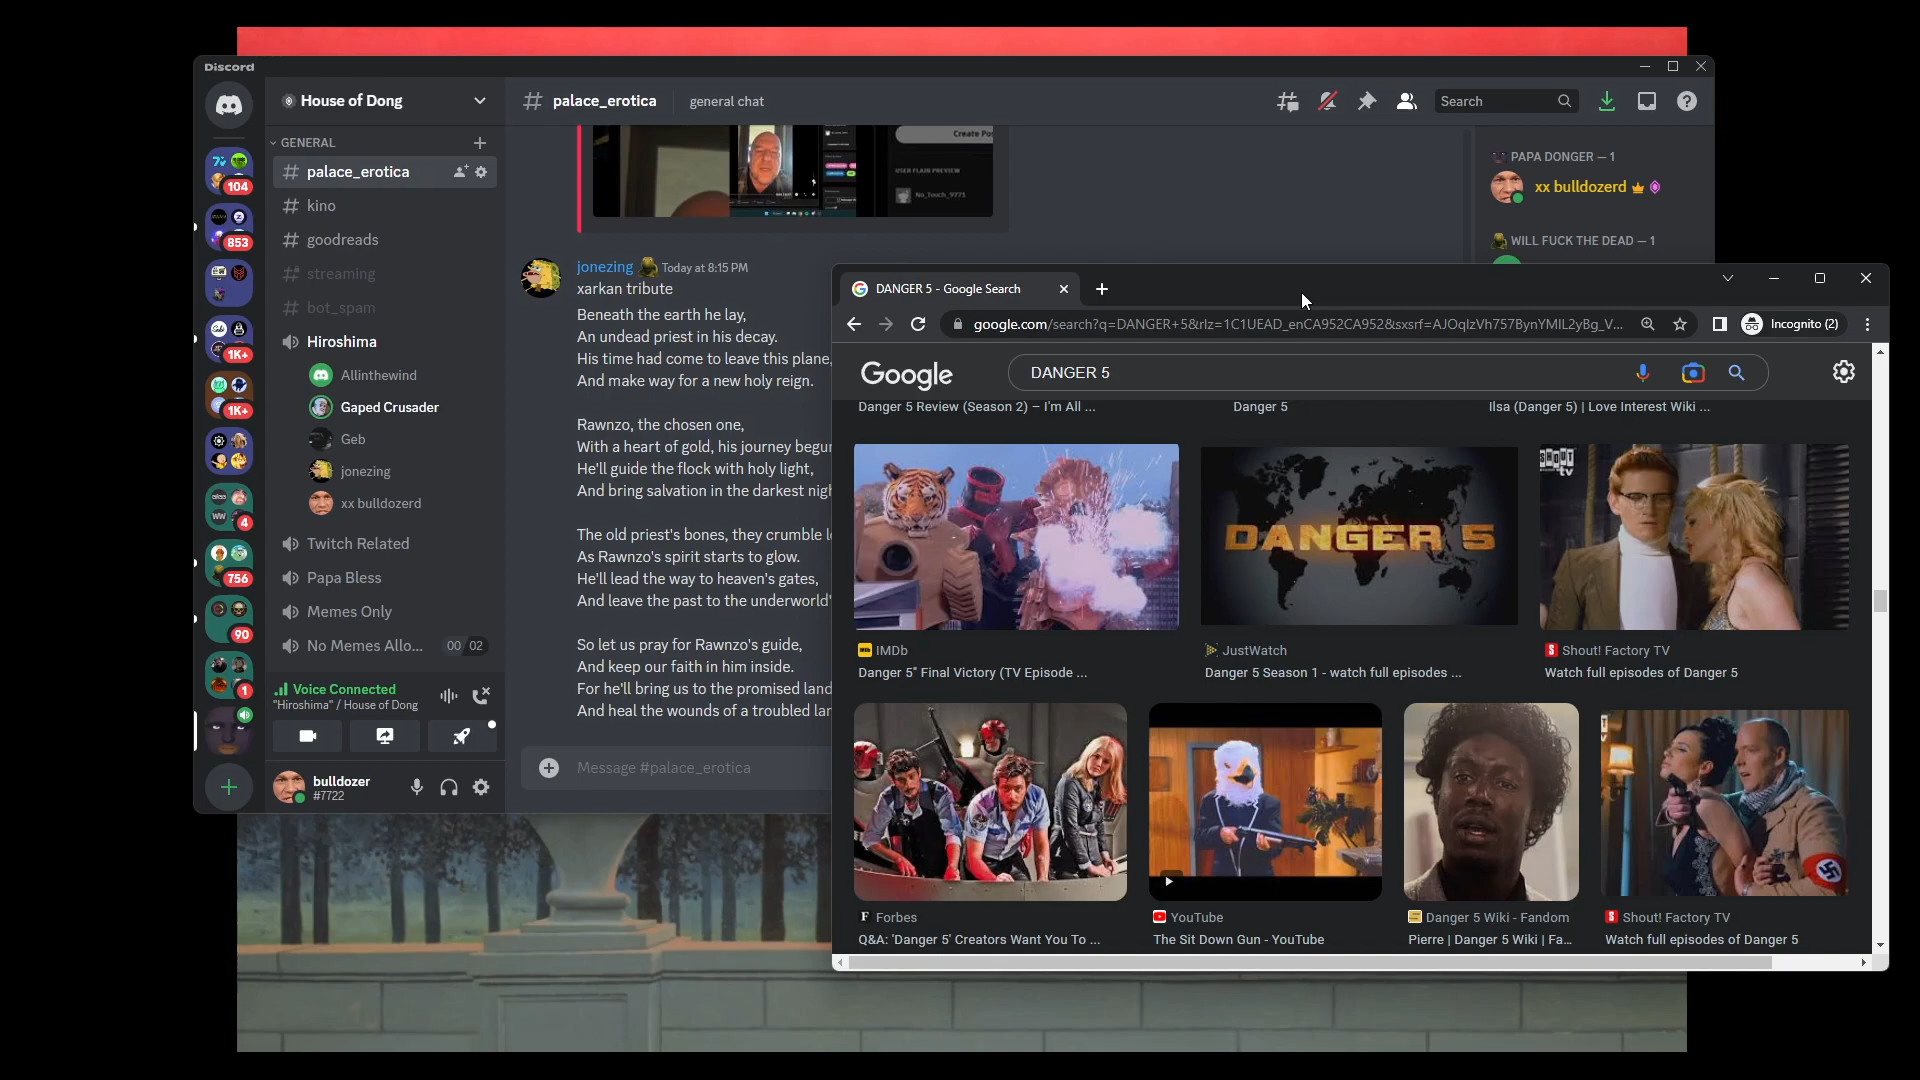 Discord
House of Dong
# palace_erotica
general chat
Search
GENERAL
palace_erotica
kino
goodreads
streaming
bot_spam
Hiroshima
Allinthewind
Gaped Crusader
Geb
jonezing
xx bulldozerd
Twitch Related
Papa Bless
Memes Only
No Memes Allo...
00 02
Voice Connected
"Hiroshima" / House of Dong
bulldozer
#7722
104
853
1K+
1K+
4
756
90
1
Create Pos
USER FLAIR PREVIEW
No_Touch_9771
jonezing Today at 8:15 PM
xarkan tribute
Beneath the earth he lay,
An undead priest in his decay.
His time had come to leave this plane,
And make way for a new holy reign.
Rawnzo, the chosen one,
With a heart of gold, his journey begun
He'll guide the flock with holy light,
And bring salvation in the darkest nigh
The old priest's bones, they crumble l
As Rawnzo's spirit starts to glow.
He'll lead the way to heaven's gates,
And leave the past to the underworld'
So let us pray for Rawnzo's guide,
And keep our faith in him inside.
For he'll bring us to the promised land
And heal the wounds of a troubled lan
Message #palace_erotica
PAPA DONGER — 1
xx bulldozerd
WILL FUCK THE DEAD — 1
DANGER 5 - Google Search
google.com/search?q=DANGER+5&rlz=1C1UEAD_enCA952CA952&sxsrf=AJOqlzVh757BynYMIL2yBg_V...
Incognito (2)
Google
DANGER 5
Danger 5 Review (Season 2) – I'm All ...
Danger 5
Ilsa (Danger 5) | Love Interest Wiki ...
DANGER 5
SHOUT
tv
IMDb
Danger 5" Final Victory (TV Episode ...
JustWatch
Danger 5 Season 1 - watch full episodes ...
Shout! Factory TV
Watch full episodes of Danger 5
Forbes
Q&A: 'Danger 5' Creators Want You To ...
YouTube
The Sit Down Gun - YouTube
Danger 5 Wiki - Fandom
Pierre | Danger 5 Wiki | Fa...
Shout! Factory TV
Watch full episodes of Danger 5